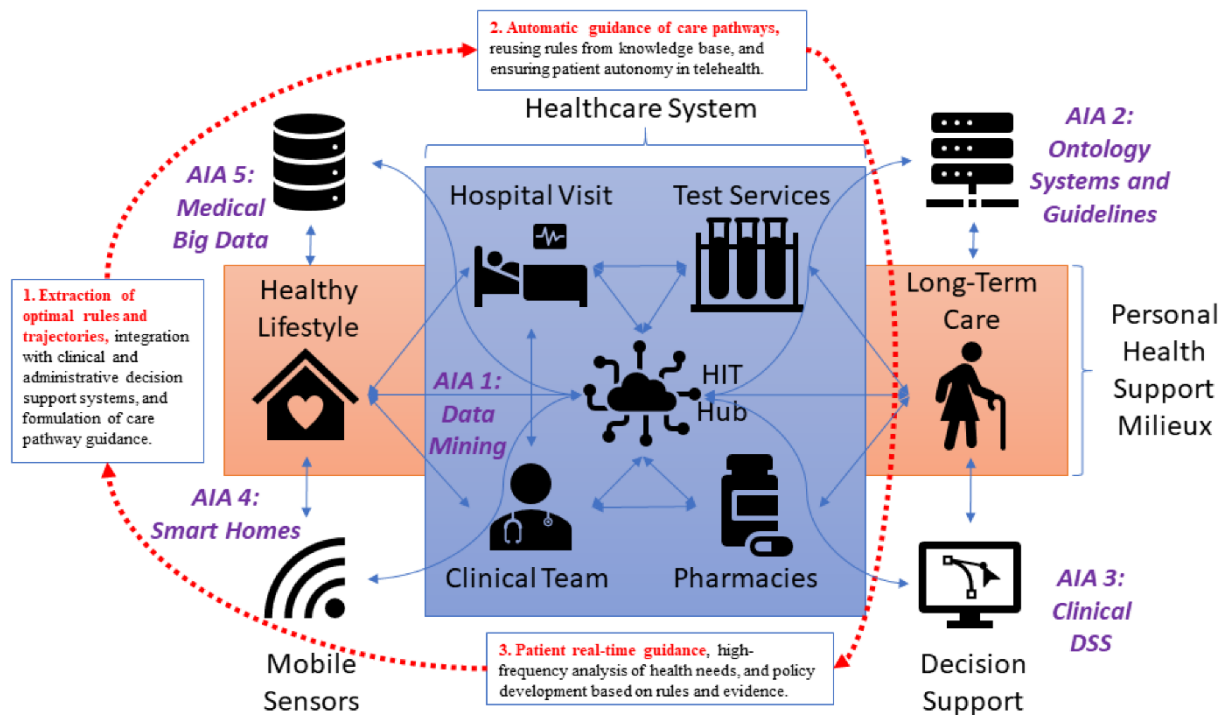 2. Automatic guidance of care pathways,
reusing rules from knowledge base, and
ensuring patient autonomy in telehealth.
Healthcare System
AIA 5:
Medical
Big Data
AIA 2:
Ontology
Systems and
Guidelines
Hospital Visit
Test Services
1. Extraction of
optimal rules and
trajectories, integration
with clinical and
administrative decision
support systems, and
formulation of care
pathway guidance.
Healthy
Lifestyle
AIA 1:
Data
Mining
HIT
Hub
Long-Term
Care
Personal
Health
Support
Milieux
AIA 4:
Smart Homes
Clinical Team
Pharmacies
AIA 3:
Clinical
DSS
Mobile
Sensors
3. Patient real-time guidance, high-
frequency analysis of health needs, and policy
development based on rules and evidence.
Decision
Support